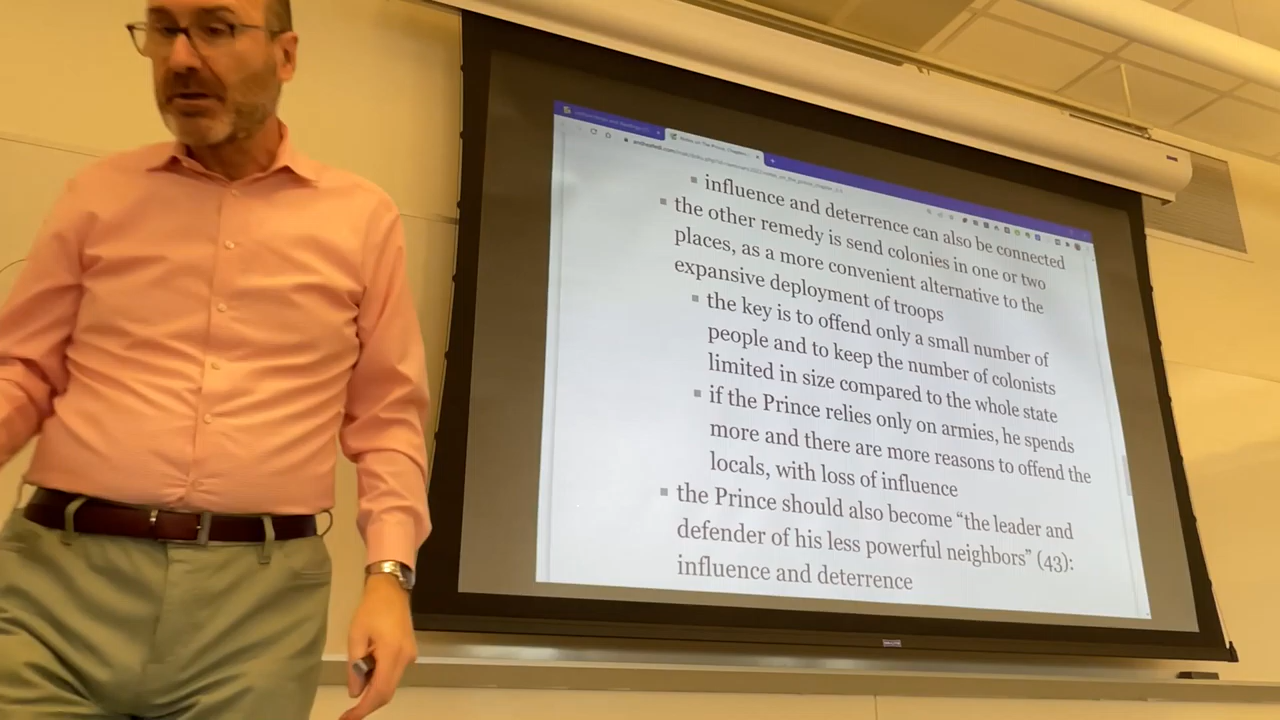 influence and deterrence can also be connected
the other remedy is send colonies in one or two
places, as a more convenient alternative to the
expansive deployment of troops
the key is to offend only a small number of
people and to keep the number of colonists
limited in size compared to the whole state
if the Prince relies only on armies, he spends
more and there are more reasons to offend the
locals, with loss of influence
the Prince should also become “the leader and
defender of his less powerful neighbors” (43):
influence and deterrence